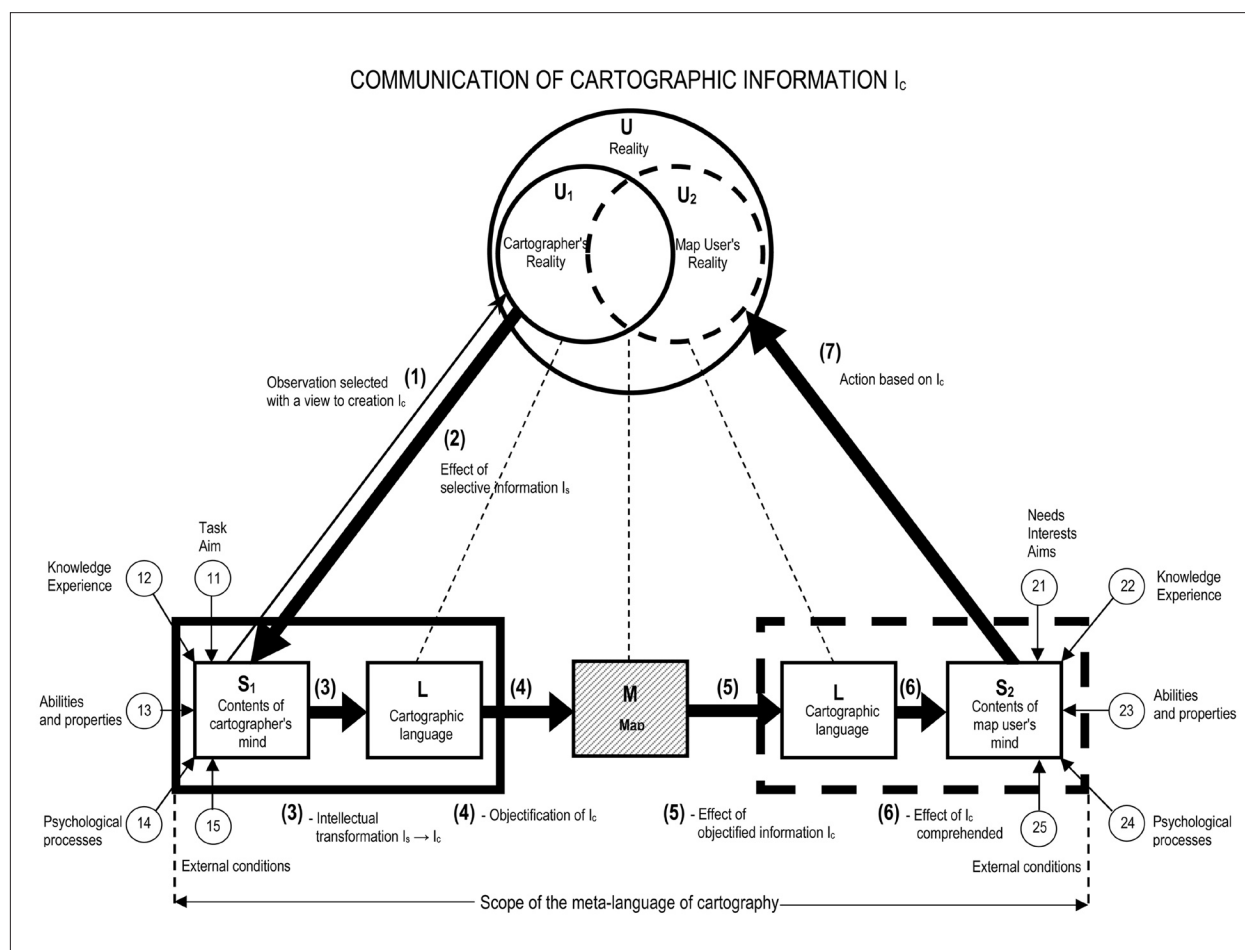 COMMUNICATION OF CARTOGRAPHIC INFORMATION Ic
U
Reality
U1
Cartographer's
Reality
U2
Map User's
Reality
(1)
Observation selected
with a view to creation Ic
(2)
Effect of
selective information Is
(7)
Action based on Ic
Task
Aim
11
Knowledge
Experience
12
Abilities
and properties
13
Psychological
processes
14
15
External conditions
S1
Contents of
cartographer's
mind
(3)
L
Cartographic
language
(4)
M
Map
(5)
L
Cartographic
language
(6)
S2
Contents of
map user's
mind
Needs
Interests
Aims
21
22
Knowledge
Experience
23
Abilities
and properties
24
Psychological
processes
25
External conditions
(3) - Intellectual
transformation Is → Ic
(4) - Objectification of Ic
(5) - Effect of
objectified information Ic
(6) - Effect of Ic
comprehended
Scope of the meta-language of cartography